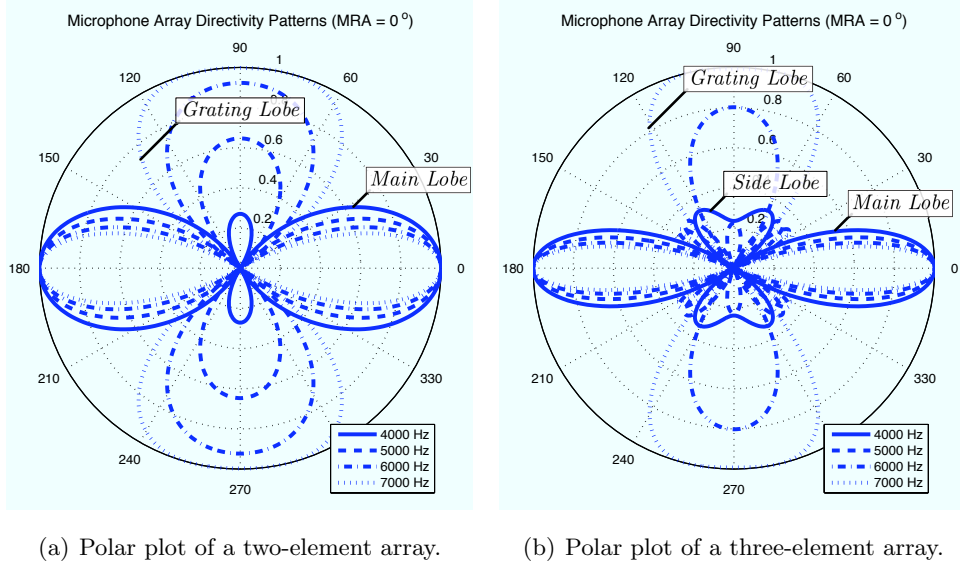 Microphone Array Directivity Patterns (MRA = 0 o)
90
1
120
60
Grating Lobe
0.8
0.6
150
30
0.4
Main Lobe
0.2
180
0
210
330
240
4000 Hz
5000 Hz
6000 Hz
7000 Hz
270
(a) Polar plot of a two-element array.
Microphone Array Directivity Patterns (MRA = 0 o)
90
1
120
60
Grating Lobe
0.8
0.6
150
30
Side Lobe
Main Lobe
0.2
180
0
210
330
240
4000 Hz
5000 Hz
6000 Hz
7000 Hz
270
(b) Polar plot of a three-element array.